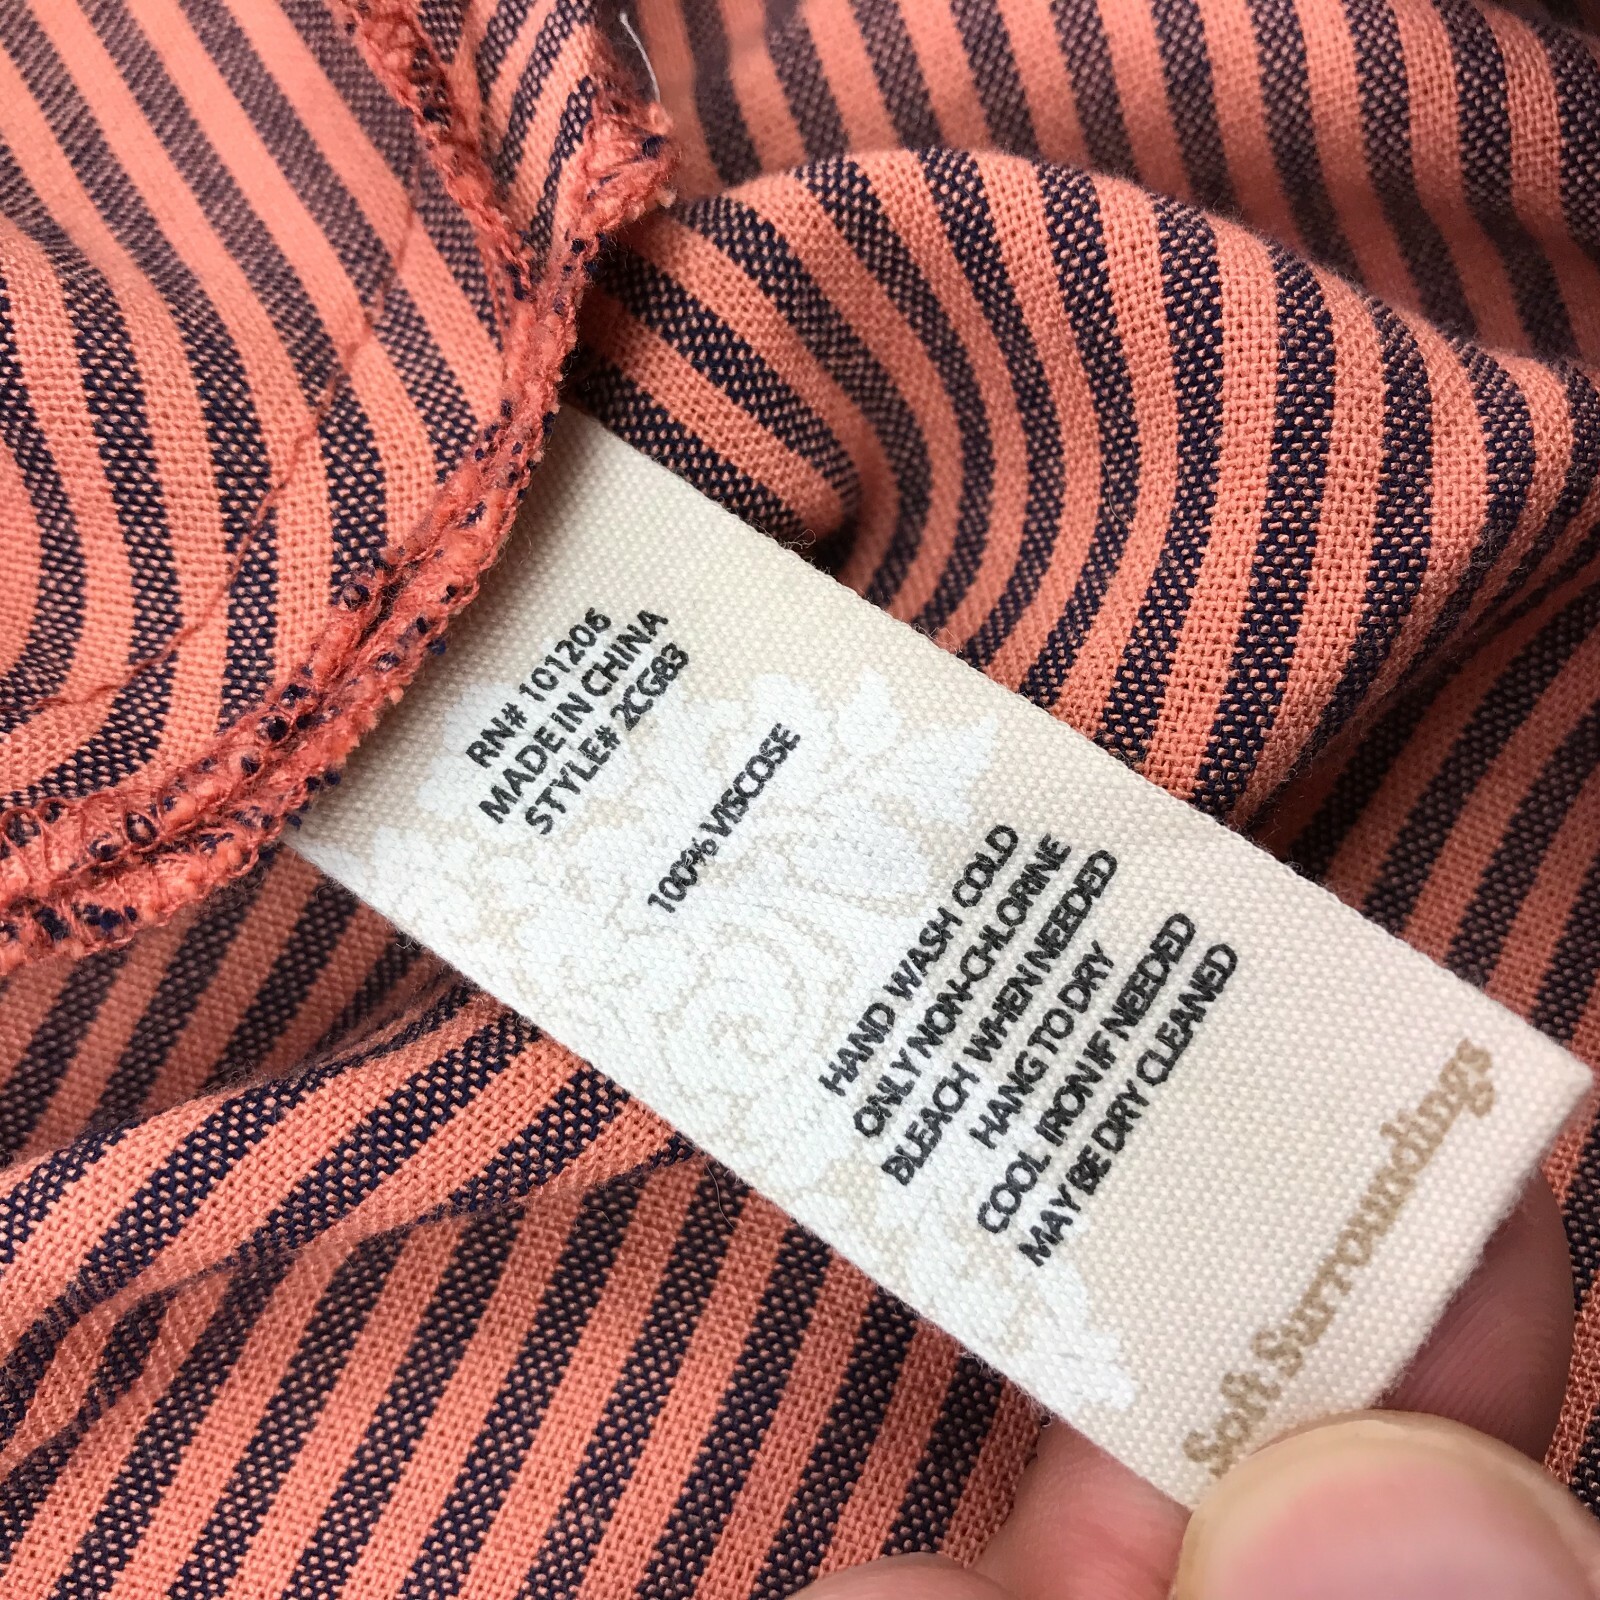 RN# 101206
MADE IN CHINA
STYLE# 2CG83
100% VISCOSE
HAND WASH COLD
ONLY NON-CHLORINE
BLEACH WHEN NEEDED
HANG TO DRY
COOL IRON IF NEEDED
MAY BE DRY CLEANED
Soft Surroundings